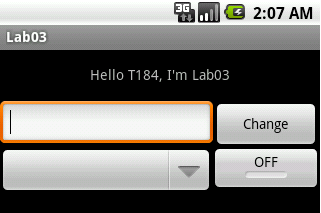 3G 2:07 AM
Lab03
Hello T184, I'm Lab03
Change
OFF